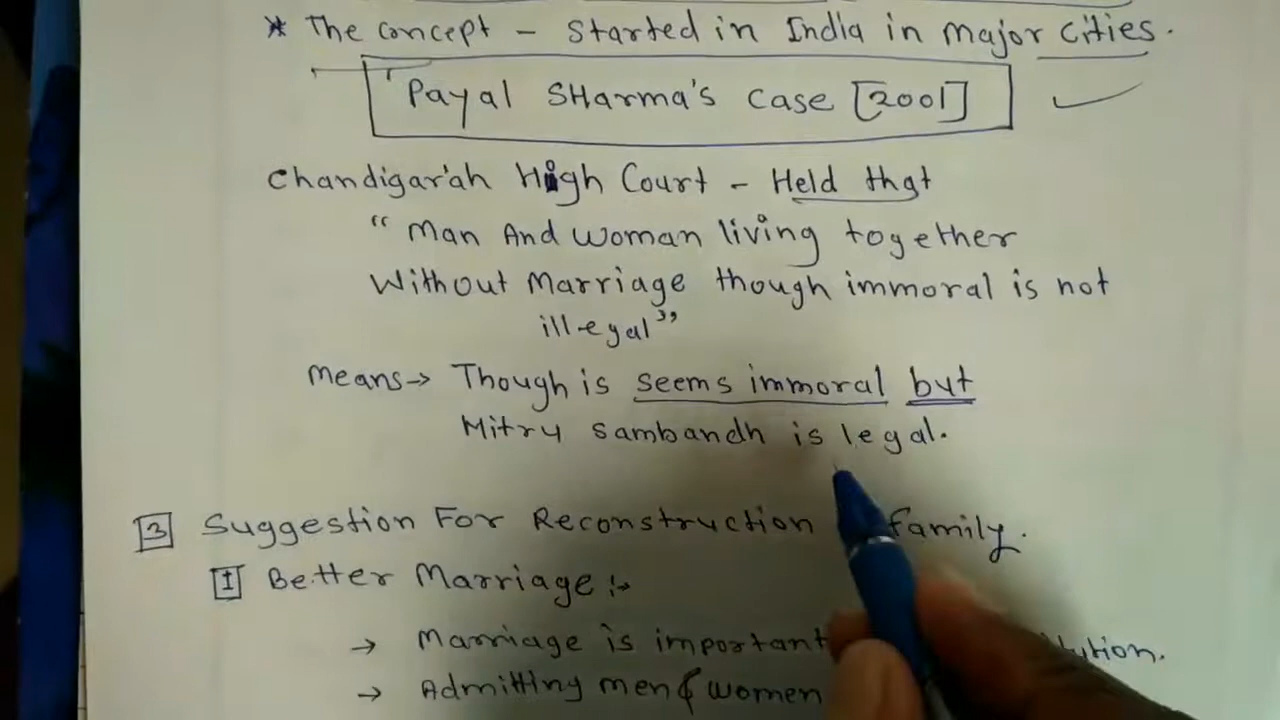 * The concept - Started in India in major cities.
Payal SHarma's case [2001]
Chandigarah High Court - Held that
"Man And woman living together
Without Marriage though immoral is not
illegal"
Means→ Though is seems immoral but
Mitry sambandh is legal.
3 Suggestion For Reconstruction family.
I Better Marriage :→
→ Marriage is important
→ Admitting men & women